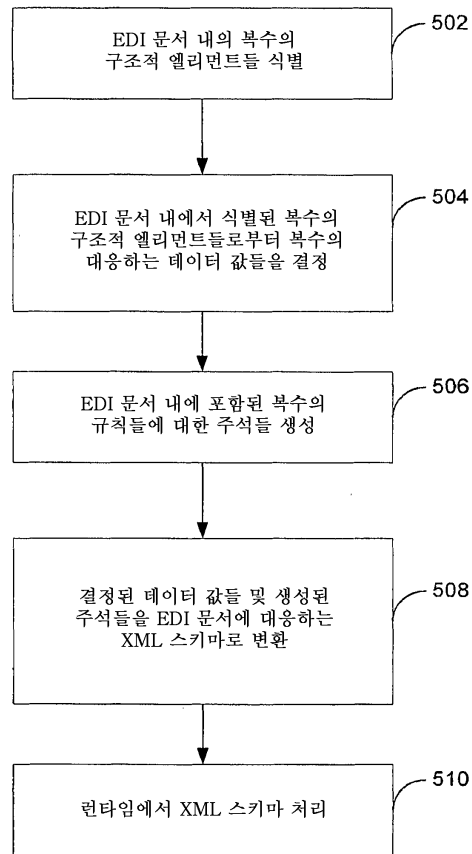 502
EDI 문서 내의 복수의
구조적 엘리먼트들 식별
504
EDI 문서 내에서 식별된 복수의
구조적 엘리먼트들로부터 복수의
대응하는 데이터 값들을 결정
506
EDI 문서 내에 포함된 복수의
규칙들에 대한 주석들 생성
508
결정된 데이터 값들 및 생성된
주석들을 EDI 문서에 대응하는
XML 스키마로 변환
510
런타임에서 XML 스키마 처리